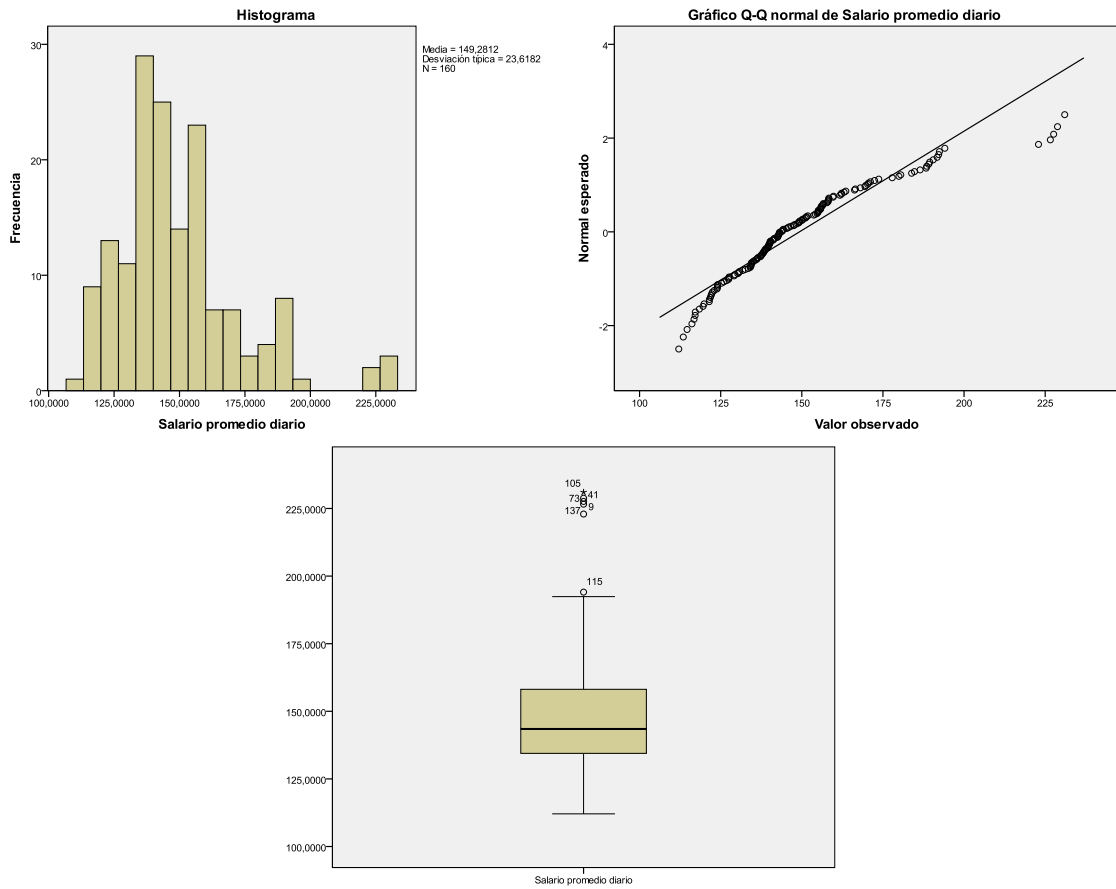 Histograma
Media = 149,2812
Desviación típica = 23,6182
N = 160
Frecuencia
30
20
10
0
100,0000 125,0000 150,0000 175,0000 200,0000 225,0000
Salario promedio diario
Gráfico Q-Q normal de Salario promedio diario
Normal esperado
4
2
0
-2
100 125 150 175 200 225
Valor observado
225,0000
200,0000
175,0000
150,0000
125,0000
100,0000
105
73 41
137 9
115
Salario promedio diario